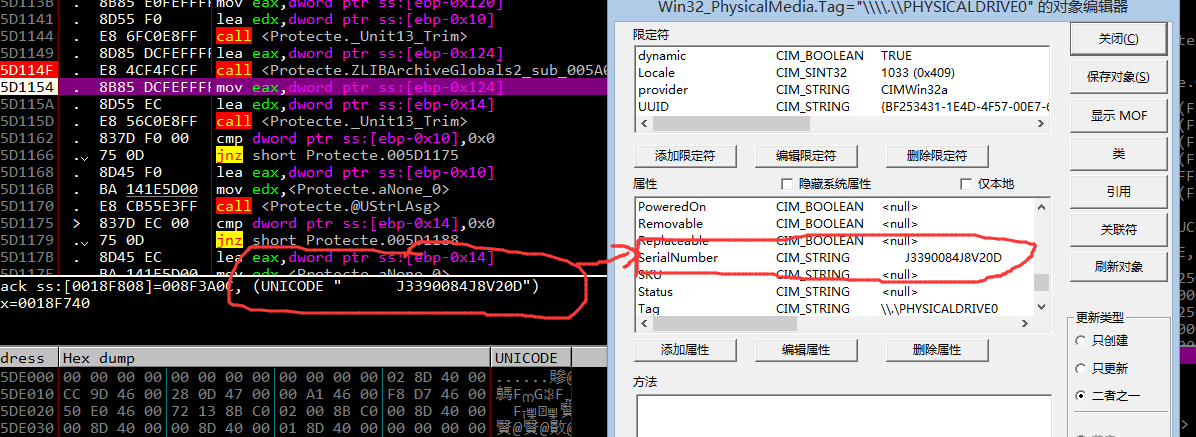 5D113B . 8B85 E0FEFFFF mov eax,dword ptr ss:[ebp-0x120]
5D1141 . 8D55 F0 lea edx,dword ptr ss:[ebp-0x10]
5D1144 . E8 6FC0E8FF call <Protecte._Unit13_Trim>
5D1149 . 8D85 DCFEFFFF lea eax,dword ptr ss:[ebp-0x124]
5D114F . E8 4CF4FCFF call <Protecte.ZLIBArchiveGlobals2_sub_005A0
5D1154 . 8B85 DCFEFFFF mov eax,dword ptr ss:[ebp-0x124]
5D115A . 8D55 EC lea edx,dword ptr ss:[ebp-0x14]
5D115D . E8 56C0E8FF call <Protecte._Unit13_Trim>
5D1162 . 837D F0 00 cmp dword ptr ss:[ebp-0x10],0x0
5D1166 .⌄ 75 0D jnz short Protecte.005D1175
5D1168 . 8D45 F0 lea eax,dword ptr ss:[ebp-0x10]
5D116B . BA 141E5D00 mov edx,<Protecte.aNone_0>
5D1170 . E8 CB55E3FF call <Protecte.@UStrLAsg>
5D1175 > 837D EC 00 cmp dword ptr ss:[ebp-0x14],0x0
5D1179 .⌄ 75 0D jnz short Protecte.005D1188
5D117B . 8D45 EC lea eax,dword ptr ss:[ebp-0x14]
5D117E . BA 141E5D00 mov edx,<Protecte.aNone_0>
ack ss:[0018F808]=008F3A0C, (UNICODE "       J3390084J8V20D")
x=0018F740
dress Hex dump UNICODE
5DE000 00 00 00 00 00 00 00 00 00 00 00 00 02 8D 40 00
5DE010 CC 9D 46 00 28 0D 47 00 00 A1 46 00 F8 D7 46 00
5DE020 50 E0 46 00 72 13 8B C0 02 00 8B C0 00 8D 40 00
5DE030 00 8D 40 00 00 8D 40 00 01 8D 40 00 00 00 00 00
Win32_PhysicalMedia.Tag="\\\\.\\PHYSICALDRIVE0" 的对象编辑器
限定符
dynamic CIM_BOOLEAN TRUE
Locale CIM_SINT32 1033 (0x409)
provider CIM_STRING CIMWin32a
UUID CIM_STRING {BF253431-1E4D-4F57-00E7-6
添加限定符 编辑限定符 删除限定符
属性 隐藏系统属性 仅本地
PoweredOn CIM_BOOLEAN <null>
Removable CIM_BOOLEAN <null>
Replaceable CIM_BOOLEAN <null>
SerialNumber CIM_STRING J3390084J8V20D
SKU CIM_STRING <null>
Status CIM_STRING <null>
Tag CIM_STRING \\.\PHYSICALDRIVE0
添加属性 编辑属性 删除属性
方法
关闭(C)
保存对象(S)
显示 MOF
类
引用
关联符
刷新对象
更新类型
只创建
只更新
二者之一